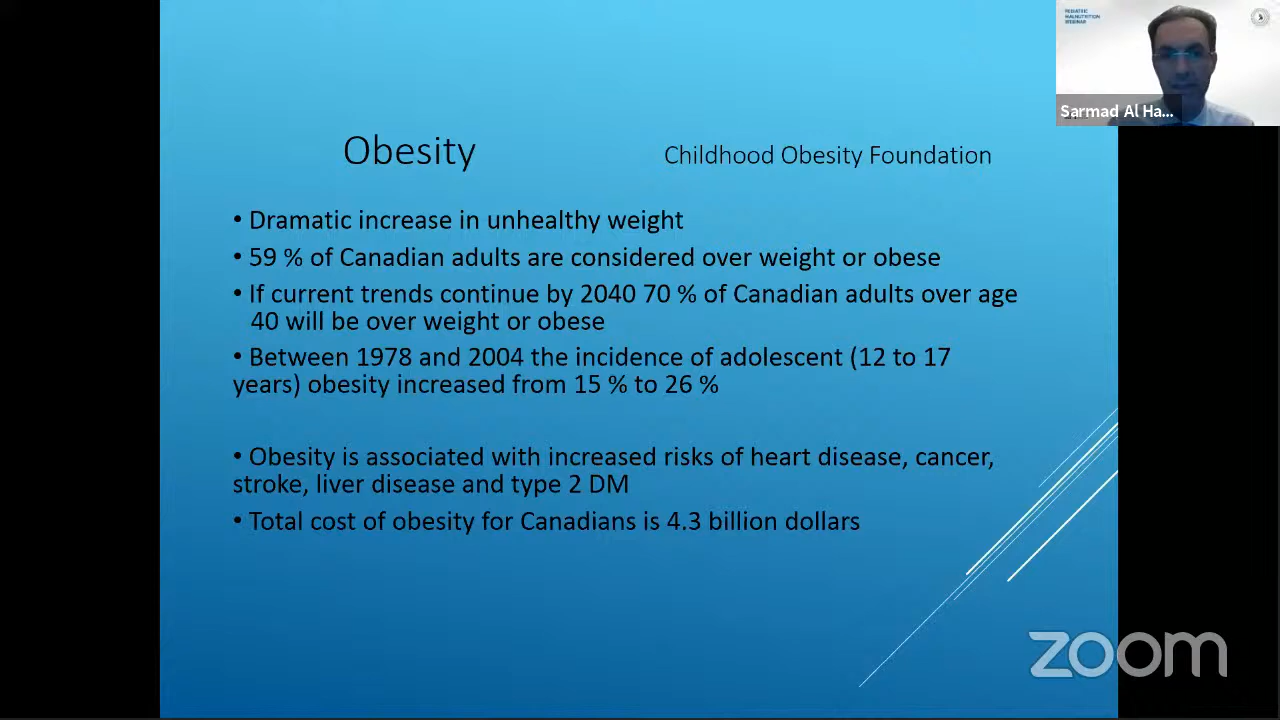 PEDIATRIC
MALNUTRITION
WEBINAR
Sarmad Al Ha...
Obesity
Childhood Obesity Foundation
• Dramatic increase in unhealthy weight
• 59 % of Canadian adults are considered over weight or obese
• If current trends continue by 2040 70 % of Canadian adults over age
40 will be over weight or obese
• Between 1978 and 2004 the incidence of adolescent (12 to 17
years) obesity increased from 15 % to 26 %
• Obesity is associated with increased risks of heart disease, cancer,
stroke, liver disease and type 2 DM
• Total cost of obesity for Canadians is 4.3 billion dollars
zoom